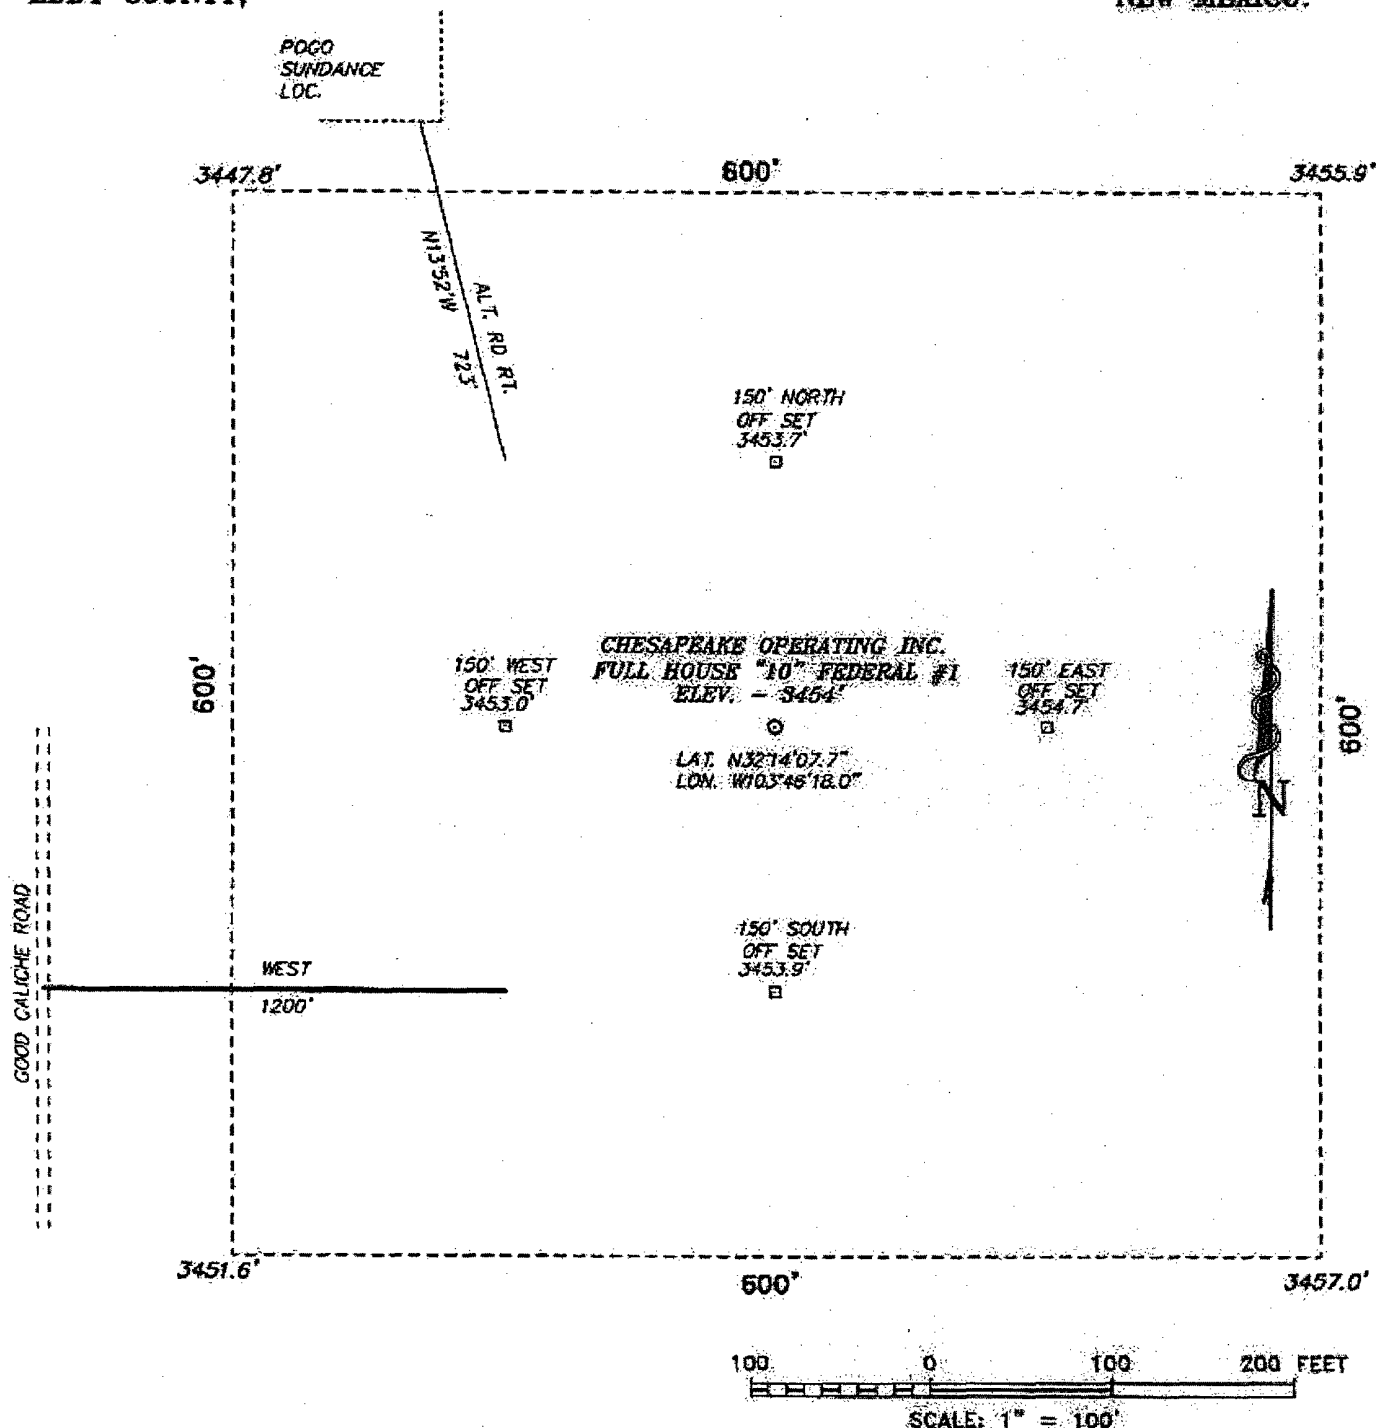 NEW MEXICO.
POGO
SUNDANCE
LOC.
3447.8'
600'
3455.9'
N13°52'W 723'
ALT. RD. RT.
150' NORTH
OFF SET
3453.7'
600'
150' WEST
OFF SET
3453.0'
CHESAPEAKE OPERATING INC.
FULL HOUSE "10" FEDERAL #1
ELEV. - 3454'
150' EAST
OFF SET
3454.7'
600'
LAT. N32°14'07.7"
LON. W103°46'18.0"
N
GOOD CALICHE ROAD
WEST
1200'
150' SOUTH
OFF SET
3453.9'
3451.6'
600'
3457.0'
100 0 100 200 FEET
SCALE: 1" = 100'